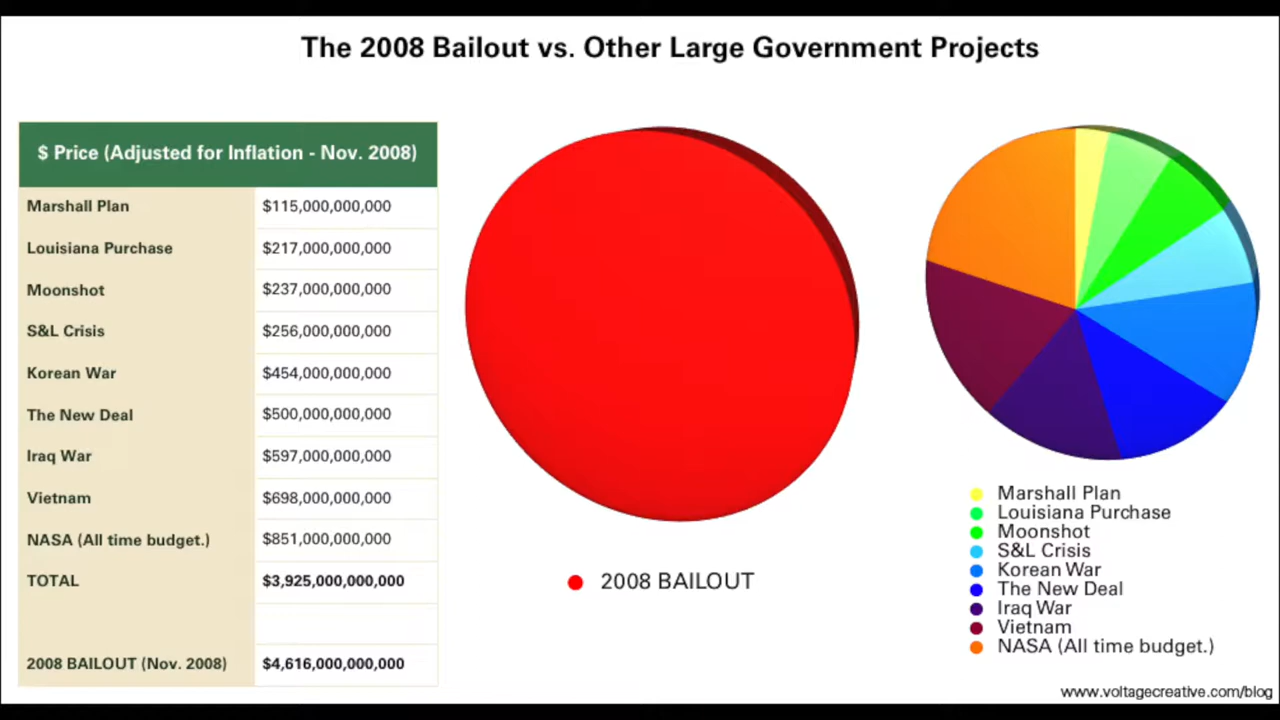 The 2008 Bailout vs. Other Large Government Projects
$ Price (Adjusted for Inflation - Nov. 2008)
Marshall Plan $115,000,000,000
Louisiana Purchase $217,000,000,000
Moonshot $237,000,000,000
S&L Crisis $256,000,000,000
Korean War $454,000,000,000
The New Deal $500,000,000,000
Iraq War $597,000,000,000
Vietnam $698,000,000,000
NASA (All time budget.) $851,000,000,000
TOTAL $3,925,000,000,000
2008 BAILOUT (Nov. 2008) $4,616,000,000,000
2008 BAILOUT
Marshall Plan
Louisiana Purchase
Moonshot
S&L Crisis
Korean War
The New Deal
Iraq War
Vietnam
NASA (All time budget.)
www.voltagecreative.com/blog